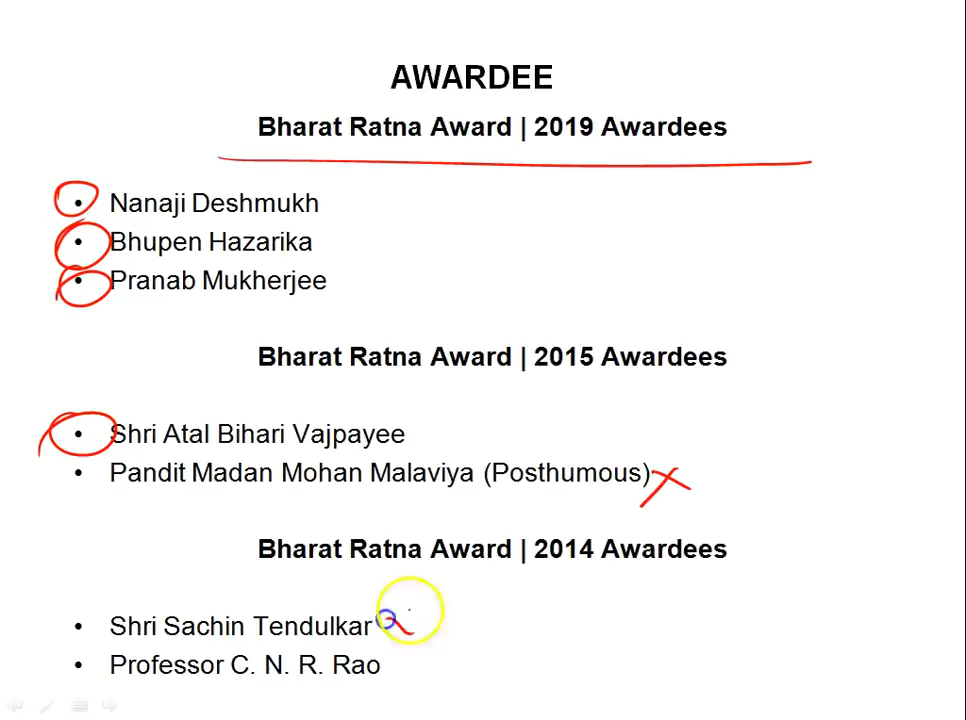 AWARDEE
Bharat Ratna Award | 2019 Awardees
• Nanaji Deshmukh
• Bhupen Hazarika
• Pranab Mukherjee
Bharat Ratna Award | 2015 Awardees
• Shri Atal Bihari Vajpayee
• Pandit Madan Mohan Malaviya (Posthumous)
Bharat Ratna Award | 2014 Awardees
• Shri Sachin Tendulkar
• Professor C. N. R. Rao